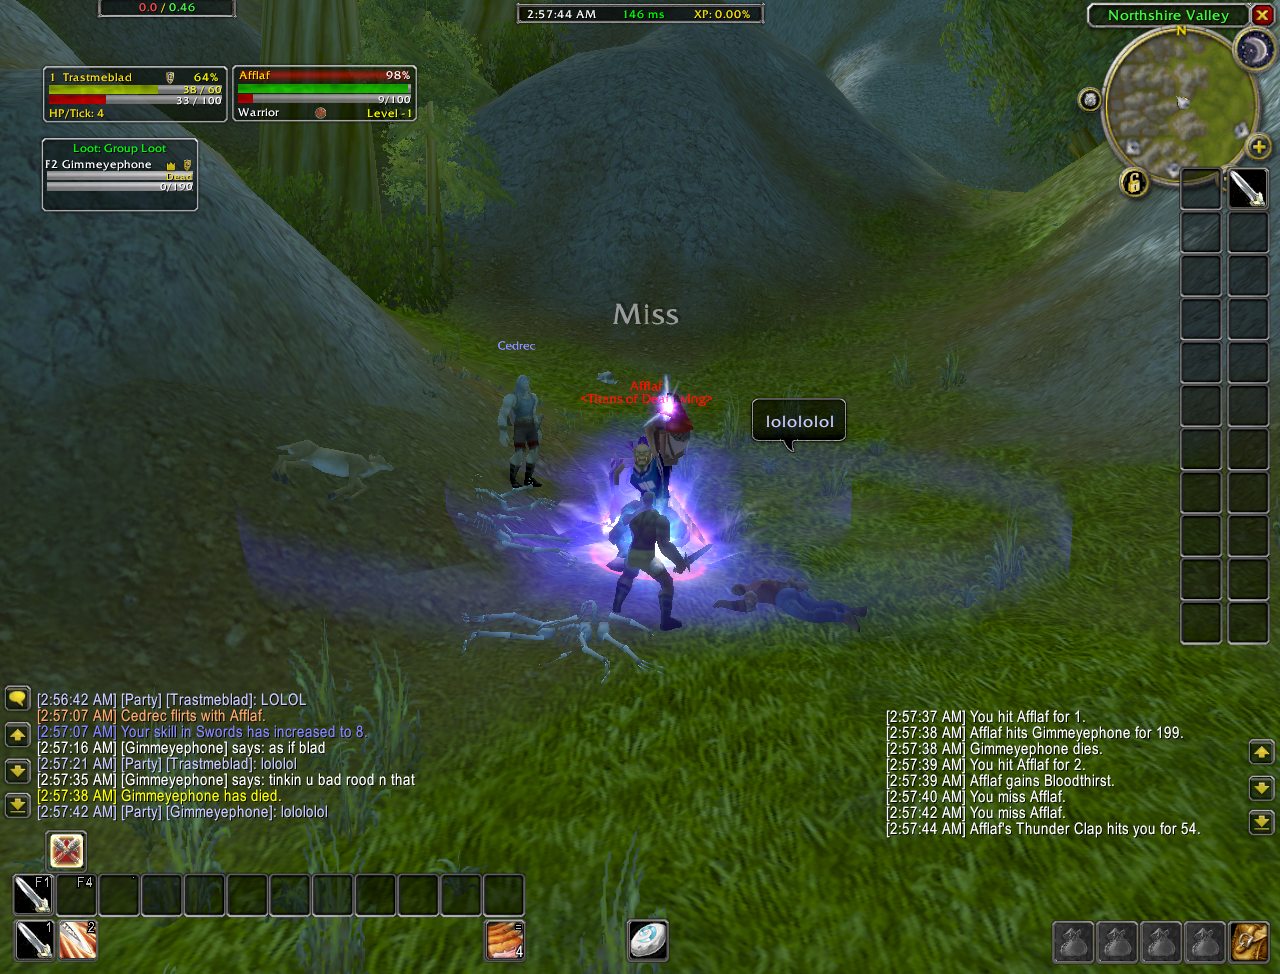 0.0 / 0.46
2:57:44 AM 146 ms XP: 0.00%
Northshire Valley
N
1 Trastmeblad 64%
38 / 60
33 / 100
HP/Tick: 4
Afflaf 98%
9/100
Warrior Level -1
Loot: Group Loot
F2 Gimmeyephone
Dead
0/190
Miss
Cedrec
Afflaf
lolololol
[2:56:42 AM] [Party] [Trastmeblad]: LOLOL
[2:57:07 AM] Cedrec flirts with Afflaf.
[2:57:07 AM] Your skill in Swords has increased to 8.
[2:57:16 AM] [Gimmeyephone] says: as if blad
[2:57:21 AM] [Party] [Trastmeblad]: lololol
[2:57:35 AM] [Gimmeyephone] says: tinkin u bad rood n that
[2:57:38 AM] Gimmeyephone has died.
[2:57:42 AM] [Party] [Gimmeyephone]: lolololol
[2:57:37 AM] You hit Afflaf for 1.
[2:57:38 AM] Afflaf hits Gimmeyephone for 199.
[2:57:38 AM] Gimmeyephone dies.
[2:57:39 AM] You hit Afflaf for 2.
[2:57:39 AM] Afflaf gains Bloodthirst.
[2:57:40 AM] You miss Afflaf.
[2:57:42 AM] You miss Afflaf.
[2:57:44 AM] Afflaf's Thunder Clap hits you for 54.
F1 F4
1 2 =
4